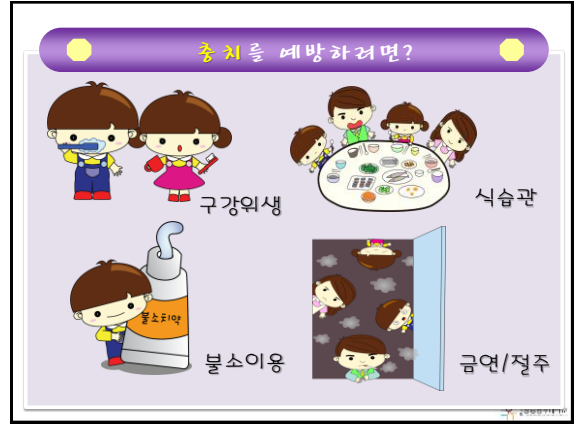 충치를 예방하려면?
구강위생
식습관
불소치약
불소이용
금연/절주